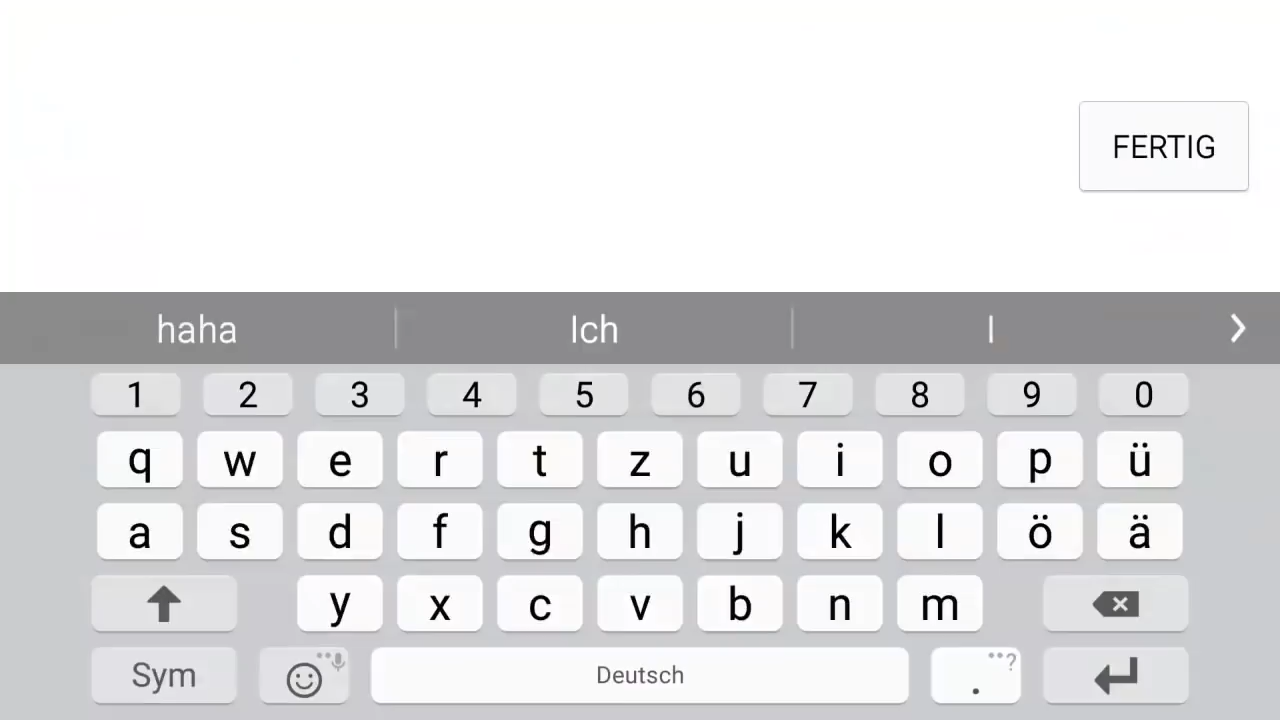 FERTIG
haha Ich I
1 2 3 4 5 6 7 8 9 0
q w e r t z u i o p ü
a s d f g h j k l ö ä
y x c v b n m
Sym Deutsch . ?